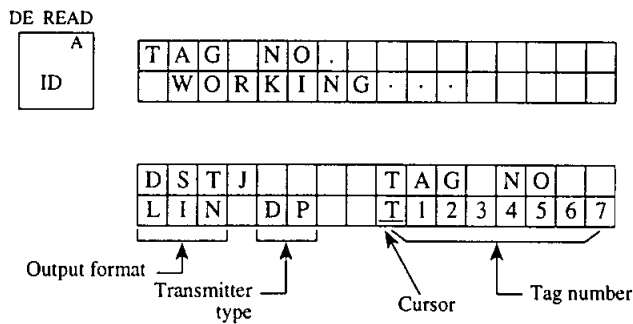 DE READ
A
ID
TAG NO.
WORKING...
DSTJ TAG NO
LIN DP T1234567
Output format
Transmitter type
Cursor
Tag number